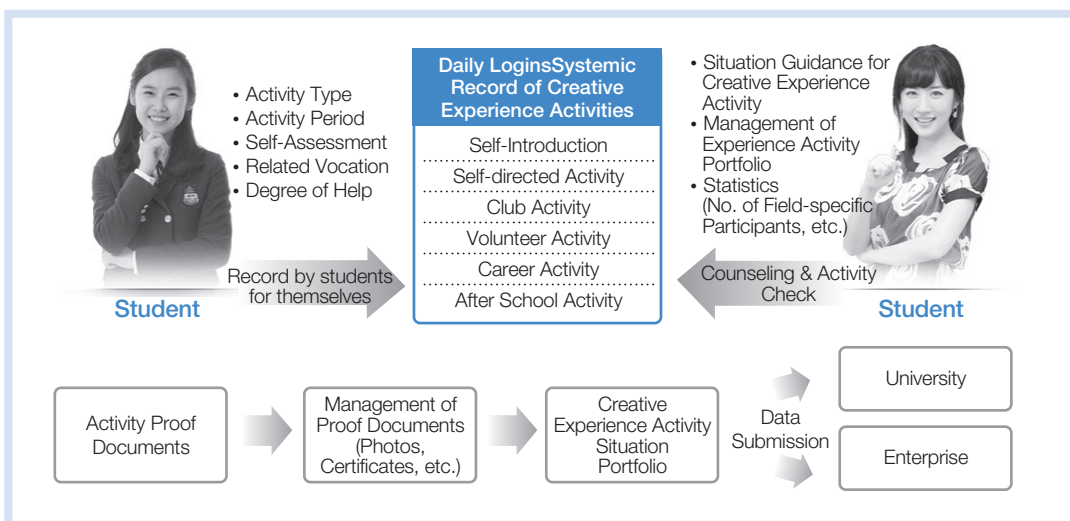 • Activity Type
• Activity Period
• Self-Assessment
• Related Vocation
• Degree of Help
Record by students
for themselves
Student
Daily LoginsSystemic
Record of Creative
Experience Activities
Self-Introduction
Self-directed Activity
Club Activity
Volunteer Activity
Career Activity
After School Activity
• Situation Guidance for
Creative Experience
Activity
• Management of
Experience Activity
Portfolio
• Statistics
(No. of Field-specific
Participants, etc.)
Counseling & Activity
Check
Student
Activity Proof
Documents
Management of
Proof Documents
(Photos,
Certificates, etc.)
Creative
Experience Activity
Situation
Portfolio
Data
Submission
University
Enterprise